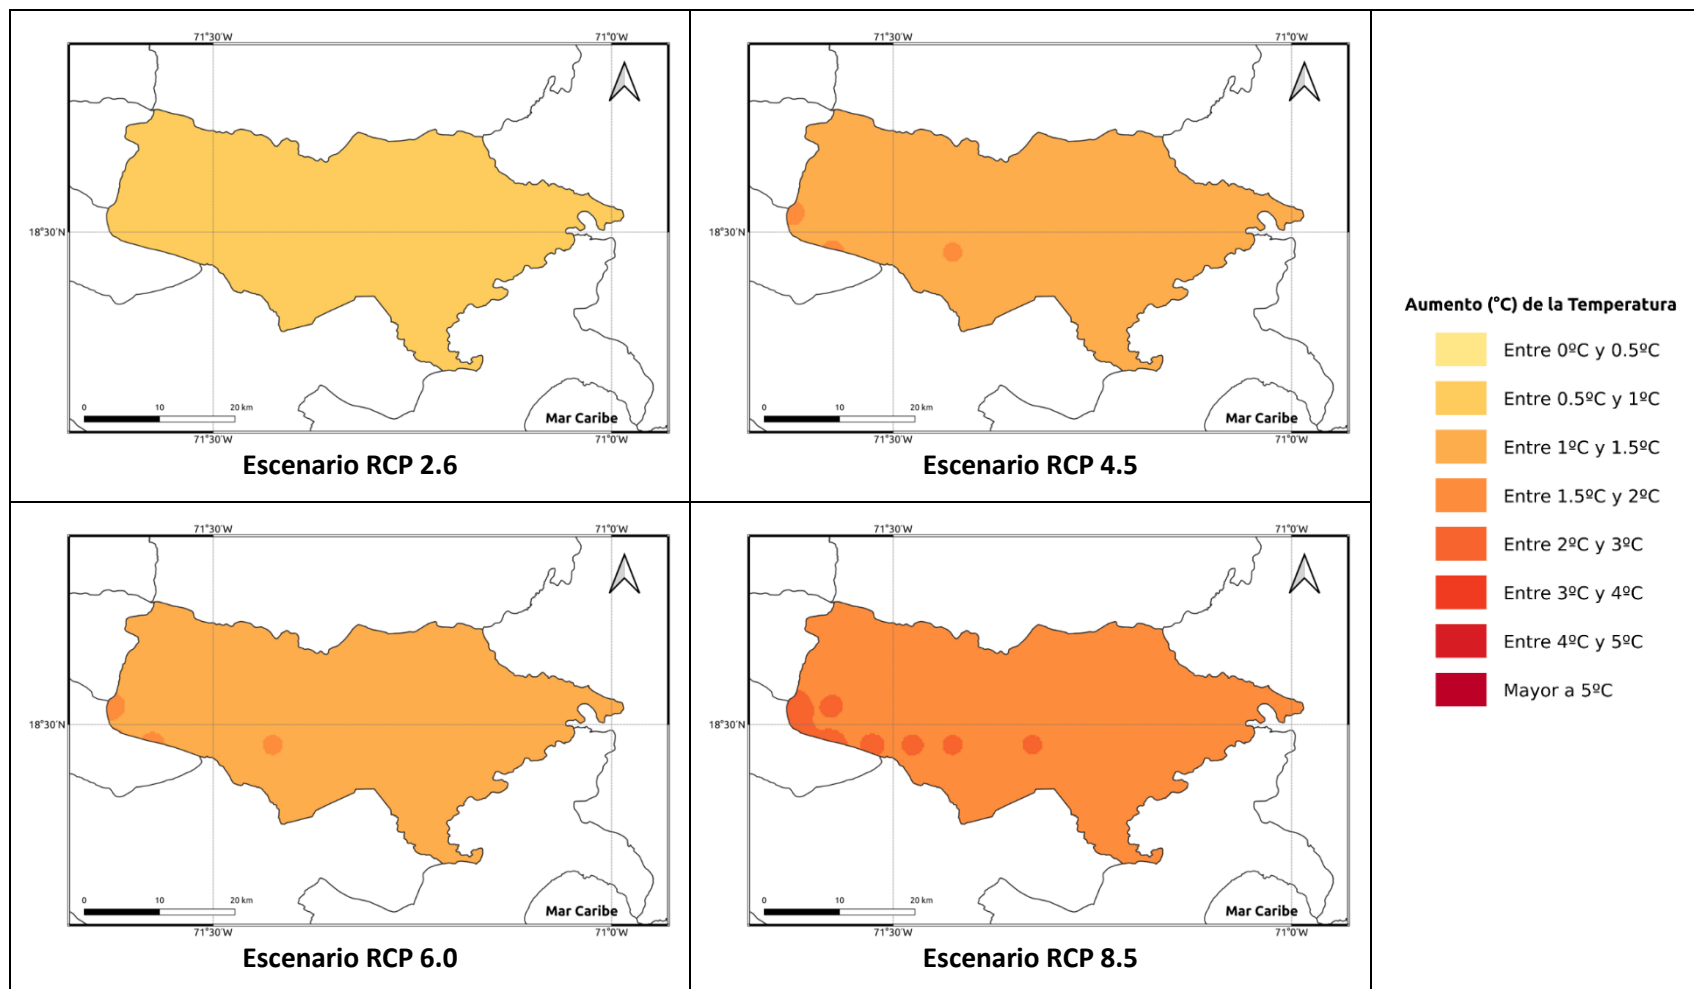 71°30'W
71°0'W
18°30'N
0
10
20 km
Mar Caribe
71°30'W
71°0'W
Escenario RCP 2.6
71°30'W
71°0'W
18°30'N
0
10
20 km
Mar Caribe
71°30'W
71°0'W
Escenario RCP 4.5
71°30'W
71°0'W
18°30'N
0
10
20 km
Mar Caribe
71°30'W
71°0'W
Escenario RCP 6.0
71°30'W
71°0'W
18°30'N
0
10
20 km
Mar Caribe
71°30'W
71°0'W
Escenario RCP 8.5
Aumento (°C) de la Temperatura
Entre 0ºC y 0.5ºC
Entre 0.5ºC y 1ºC
Entre 1ºC y 1.5ºC
Entre 1.5ºC y 2ºC
Entre 2ºC y 3ºC
Entre 3ºC y 4ºC
Entre 4ºC y 5ºC
Mayor a 5ºC